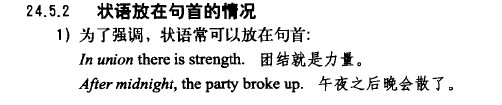 24.5.2 状语放在句首的情况
1) 为了强调，状语常可以放在句首:
In union there is strength. 团结就是力量。
After midnight, the party broke up. 午夜之后晚会散了。